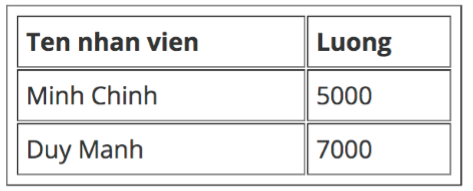 Ten nhan vien Luong
Minh Chinh 5000
Duy Manh 7000